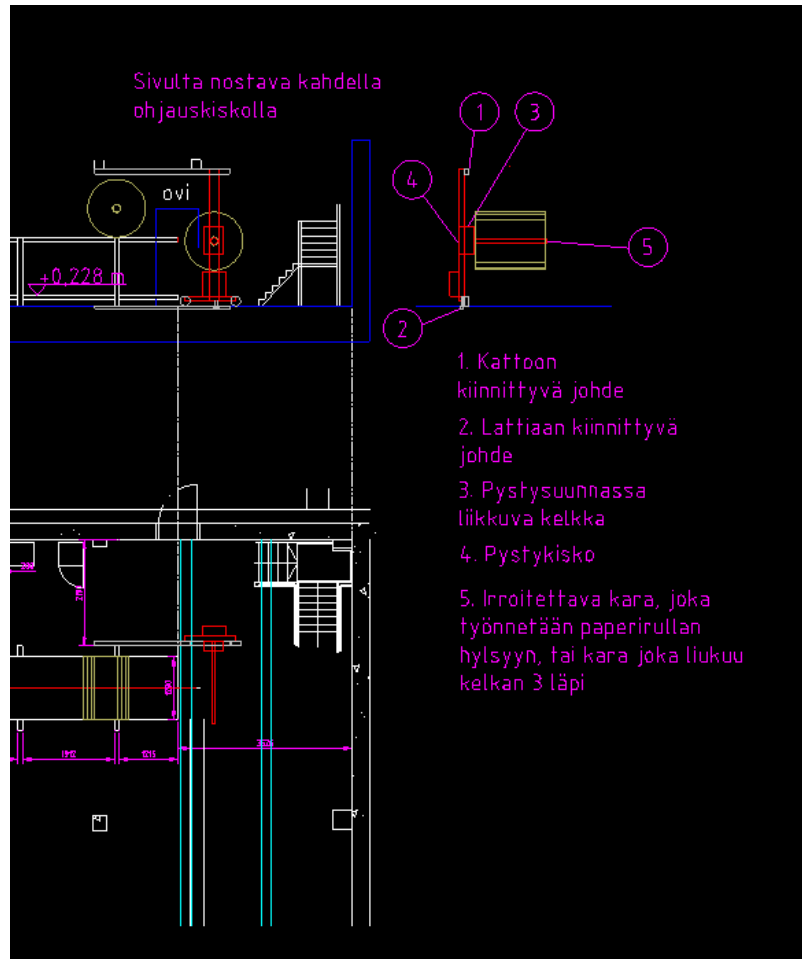 Sivulta nostava kahdella
ohjauskiskolla
1
3
4
ovi
5
+0,228 m
2
1. Kattoon
kiinnittyvä johde
2. Lattiaan kiinnittyvä
johde
3. Pystysuunnassa
liikkuva kelkka
4. Pystykisko
5. Irroitettava kara, joka
työnnetään paperirullan
hylsyyn, tai kara joka liukuu
kelkan 3 läpi